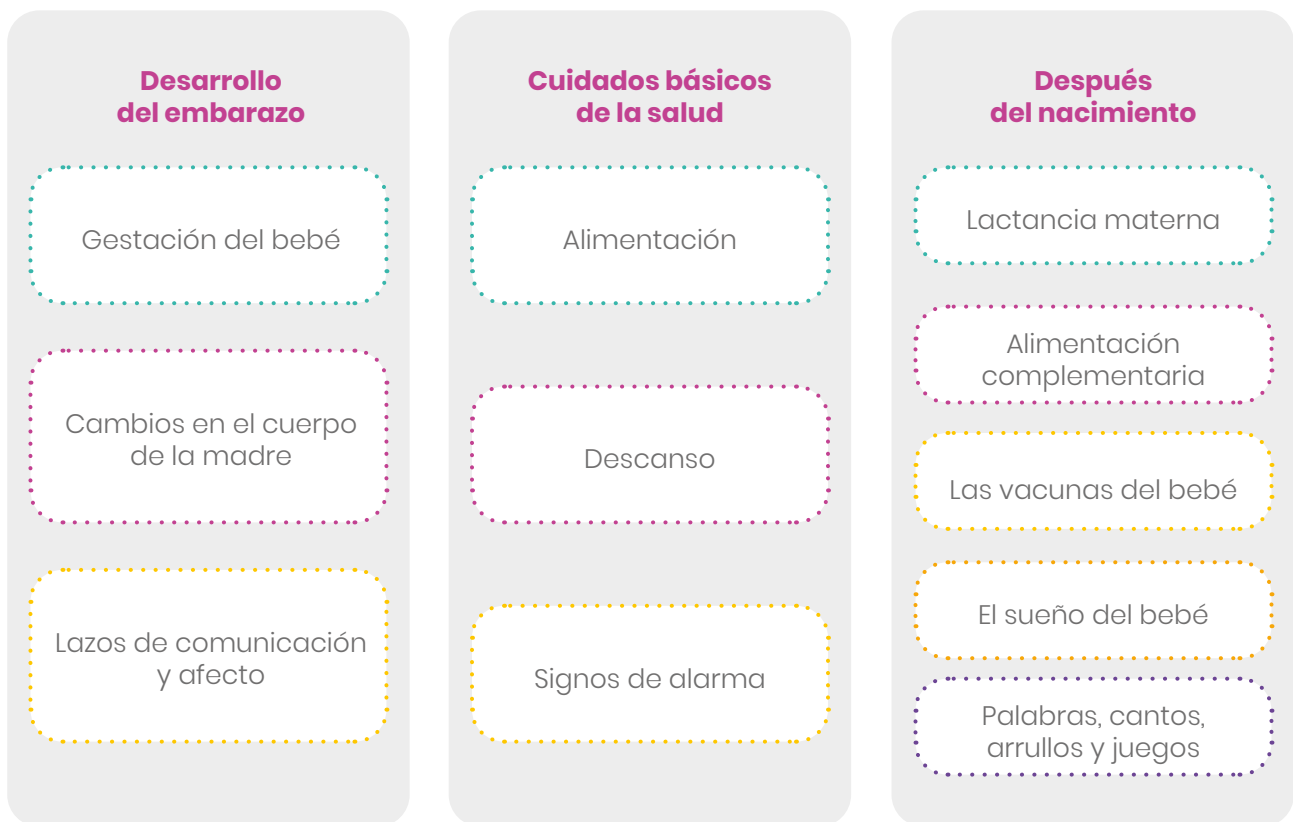 Desarrollo
del embarazo
Gestación del bebé
Cambios en el cuerpo
de la madre
Lazos de comunicación
y afecto
Cuidados básicos
de la salud
Alimentación
Descanso
Signos de alarma
Después
del nacimiento
Lactancia materna
Alimentación
complementaria
Las vacunas del bebé
El sueño del bebé
Palabras, cantos,
arrullos y juegos